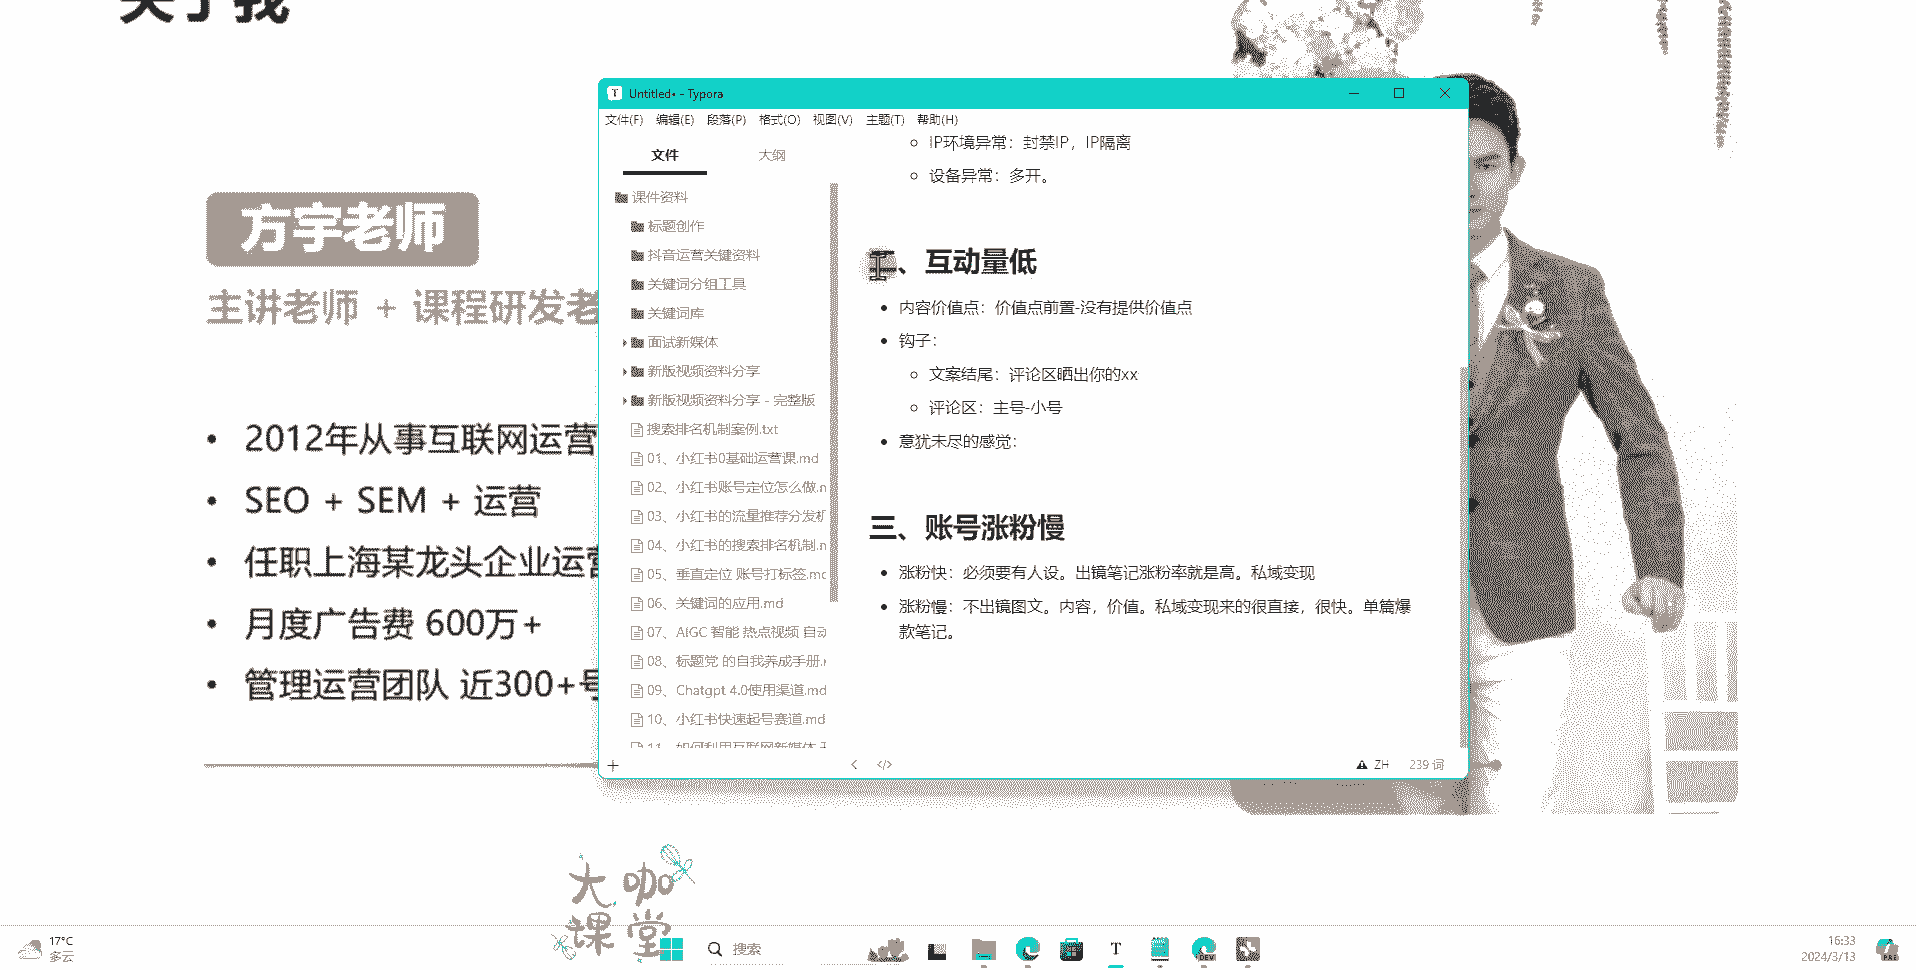 关于我
方宇老师
主讲老师 + 课程研发老
2012年从事互联网运营
SEO + SEM + 运营
任职上海某龙头企业运营
月度广告费 600万+
管理运营团队 近300+号
Untitled• - Typora
文件(F) 编辑(E) 段落(P) 格式(O) 视图(V) 主题(T) 帮助(H)
文件 大纲
课件资料
标题创作
抖音运营关键资料
关键词分组工具
关键词库
面试新媒体
新版视频资料分享
新版视频资料分享 - 完整版
搜索排名机制案例.txt
01、小红书0基础运营课.md
02、小红书账号定位怎么做.m
03、小红书的流量推荐分发机
04、小红书的搜索排名机制.m
05、垂直定位 账号打标签.md
06、关键词的应用.md
07、AIGC 智能 热点视频 自动
08、标题党 的自我养成手册.m
09、Chatgpt 4.0使用渠道.md
10、小红书快速起号赛道.md
11、如何利用互联网新媒体
IP环境异常：封禁IP，IP隔离
设备异常：多开。
二、互动量低
内容价值点：价值点前置-没有提供价值点
钩子：
文案结尾：评论区晒出你的xx
评论区：主号-小号
意犹未尽的感觉：
三、账号涨粉慢
涨粉快：必须要有人设。出镜笔记涨粉率就是高。私域变现
涨粉慢：不出镜图文。内容，价值。私域变现来的很直接，很快。单篇爆
款笔记。
ZH 239 词
大咖
课堂
17°C
多云
搜索
16:33
2024/3/13